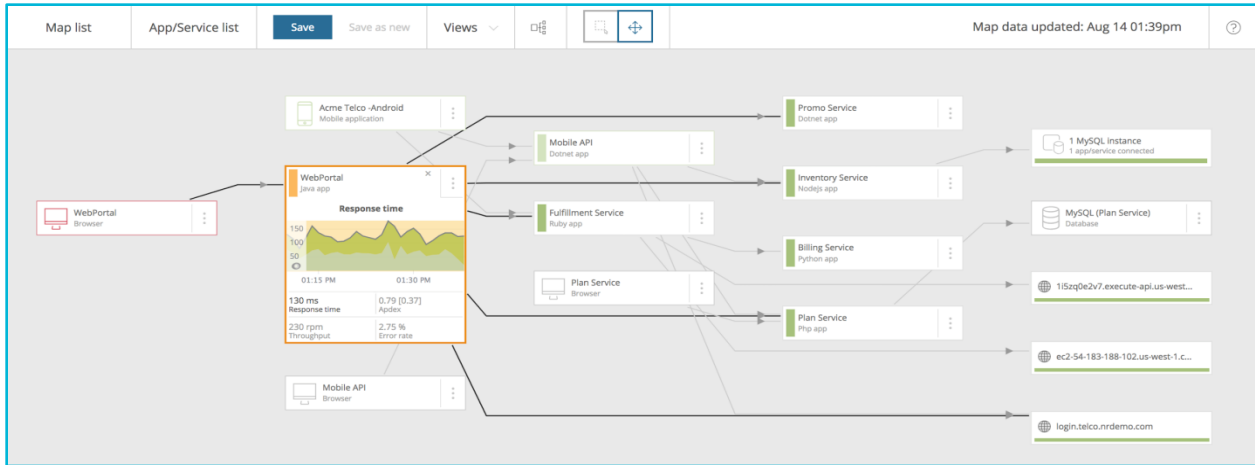 Map list
App/Service list
Save
Save as new
Views
Map data updated: Aug 14 01:39pm
?
Acme Telco -Android
Mobile application
Promo Service
Dotnet app
Mobile API
Dotnet app
1 MySQL instance
1 app/service connected
WebPortal
Java app
×
Inventory Service
Nodejs app
WebPortal
Browser
Response time
150
100
50
0
01:15 PM
01:30 PM
130 ms
Response time
0.79 [0.37]
Apdex
230 rpm
Throughput
2.75 %
Error rate
Fulfillment Service
Ruby app
MySQL (Plan Service)
Database
Billing Service
Python app
Plan Service
Browser
1i5zq0e2v7.execute-api.us-west...
Plan Service
Php app
ec2-54-183-188-102.us-west-1.c...
Mobile API
Browser
login.telco.nrdemo.com